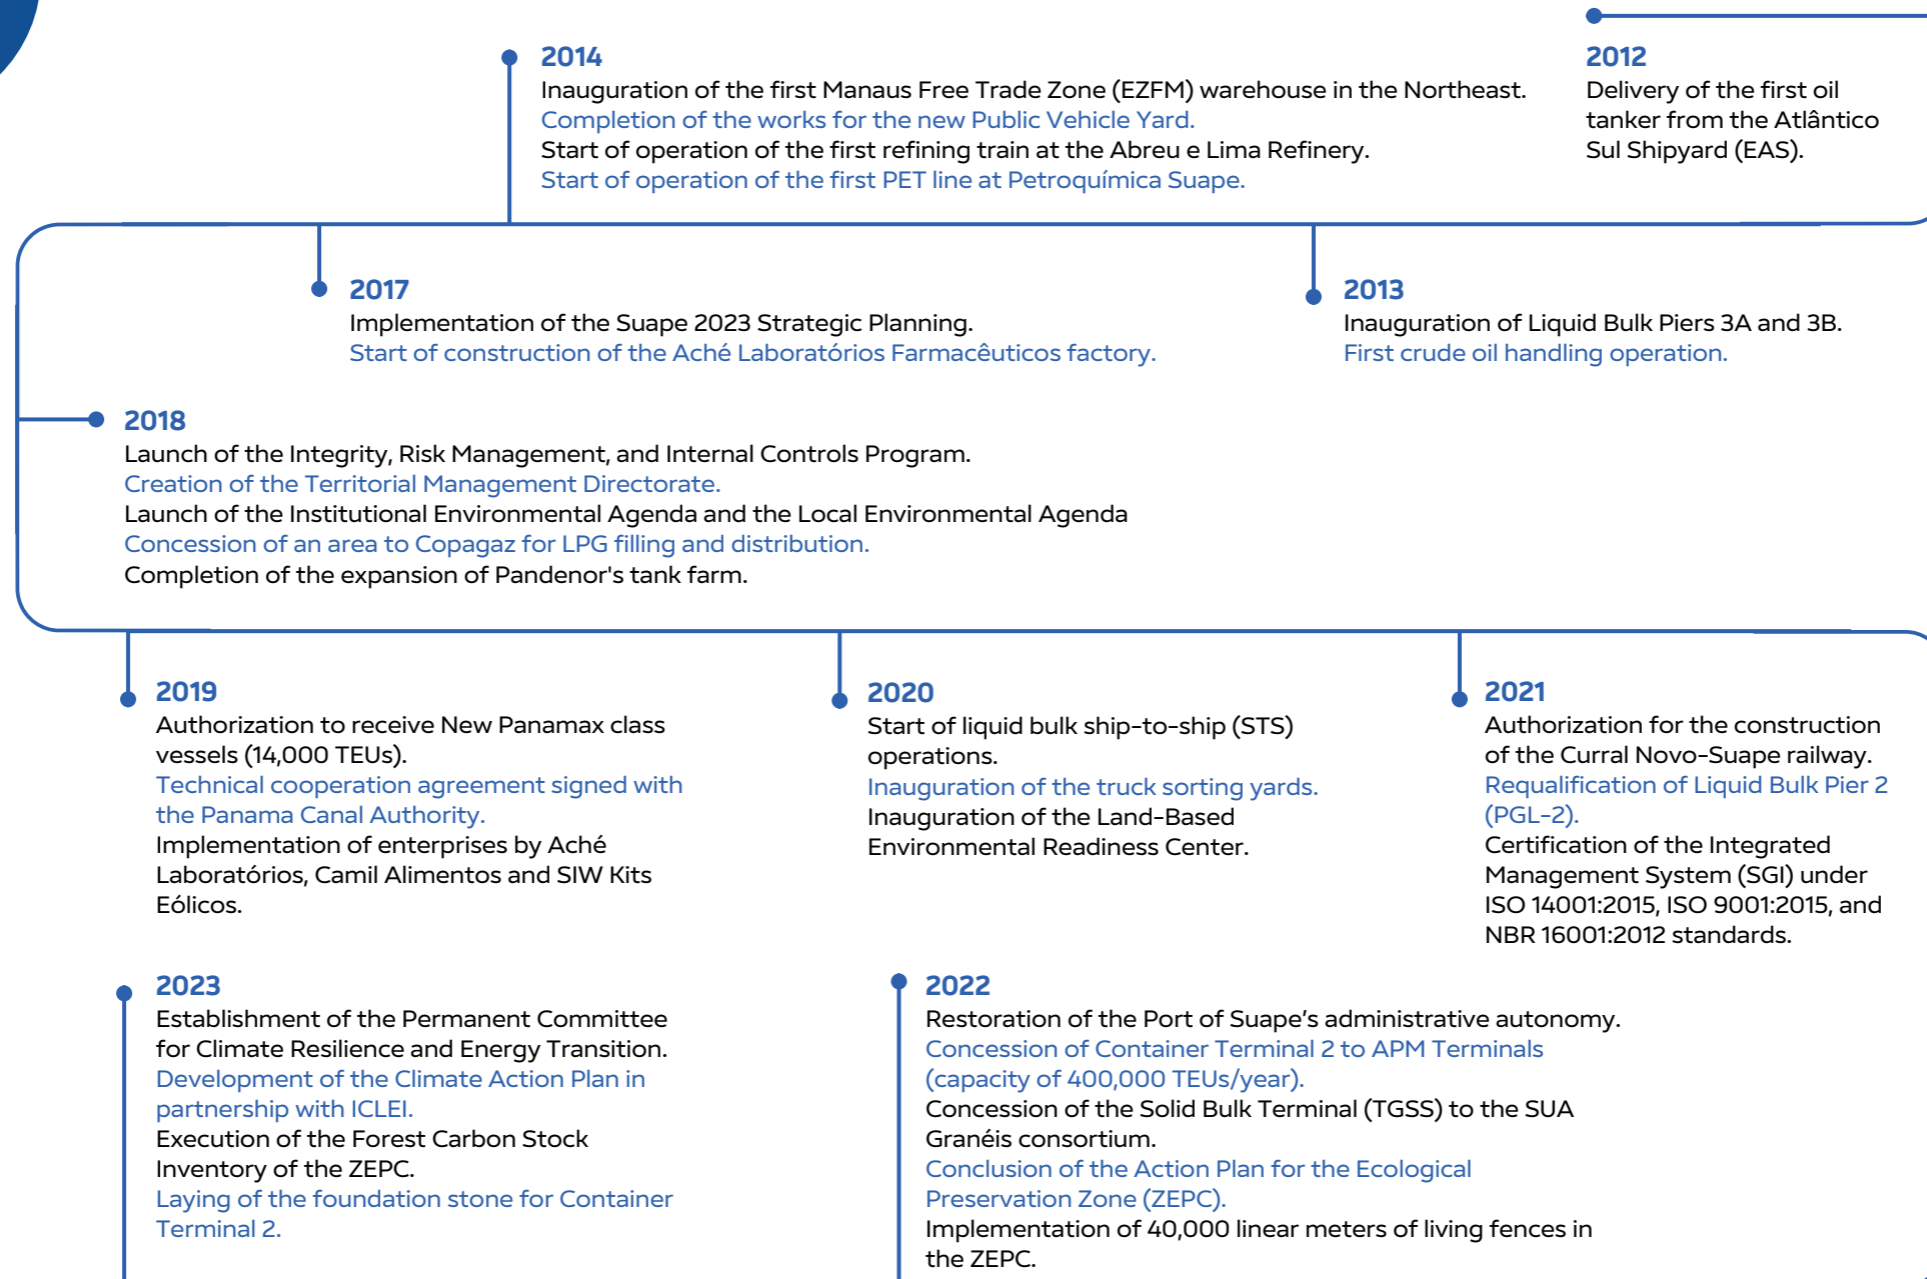 2014
Inauguration of the first Manaus Free Trade Zone (EZFM) warehouse in the Northeast.
Completion of the works for the new Public Vehicle Yard.
Start of operation of the first refining train at the Abreu e Lima Refinery.
Start of operation of the first PET line at Petroquímica Suape.
2012
Delivery of the first oil
tanker from the Atlântico
Sul Shipyard (EAS).
2017
Implementation of the Suape 2023 Strategic Planning.
Start of construction of the Aché Laboratórios Farmacêuticos factory.
2013
Inauguration of Liquid Bulk Piers 3A and 3B.
First crude oil handling operation.
2018
Launch of the Integrity, Risk Management, and Internal Controls Program.
Creation of the Territorial Management Directorate.
Launch of the Institutional Environmental Agenda and the Local Environmental Agenda
Concession of an area to Copagaz for LPG filling and distribution.
Completion of the expansion of Pandenor's tank farm.
2019
Authorization to receive New Panamax class
vessels (14,000 TEUs).
Technical cooperation agreement signed with
the Panama Canal Authority.
Implementation of enterprises by Aché
Laboratórios, Camil Alimentos and SIW Kits
Eólicos.
2020
Start of liquid bulk ship-to-ship (STS)
operations.
Inauguration of the truck sorting yards.
Inauguration of the Land-Based
Environmental Readiness Center.
2021
Authorization for the construction
of the Curral Novo-Suape railway.
Requalification of Liquid Bulk Pier 2
(PGL-2).
Certification of the Integrated
Management System (SGI) under
ISO 14001:2015, ISO 9001:2015, and
NBR 16001:2012 standards.
2023
Establishment of the Permanent Committee
for Climate Resilience and Energy Transition.
Development of the Climate Action Plan in
partnership with ICLEI.
Execution of the Forest Carbon Stock
Inventory of the ZEPC.
Laying of the foundation stone for Container
Terminal 2.
2022
Restoration of the Port of Suape’s administrative autonomy.
Concession of Container Terminal 2 to APM Terminals
(capacity of 400,000 TEUs/year).
Concession of the Solid Bulk Terminal (TGSS) to the SUA
Granéis consortium.
Conclusion of the Action Plan for the Ecological
Preservation Zone (ZEPC).
Implementation of 40,000 linear meters of living fences in
the ZEPC.